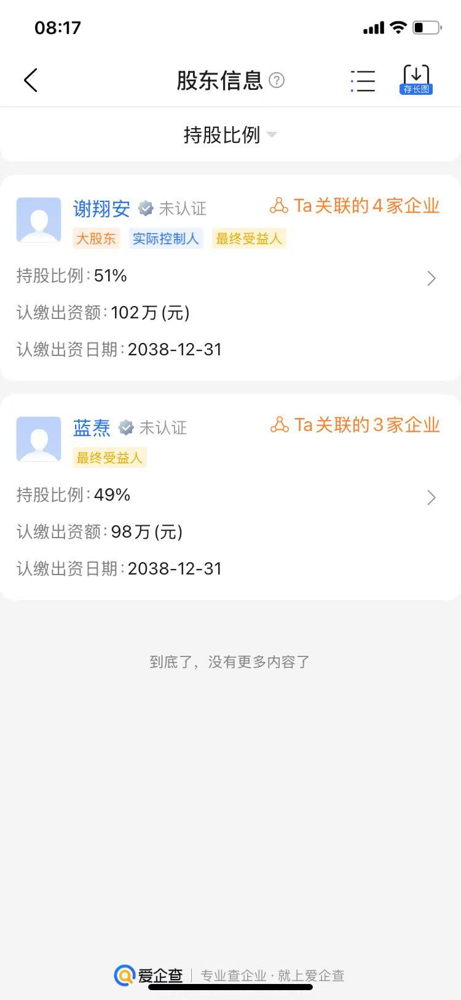 08:17
股东信息
存长图
持股比例
谢翔安 未认证 Ta关联的4家企业
大股东 实际控制人 最终受益人
持股比例:51%
认缴出资额:102万(元)
认缴出资日期:2038-12-31
蓝焘 未认证 Ta关联的3家企业
最终受益人
持股比例:49%
认缴出资额:98万(元)
认缴出资日期:2038-12-31
到底了，没有更多内容了
爱企查 | 专业查企业·就上爱企查